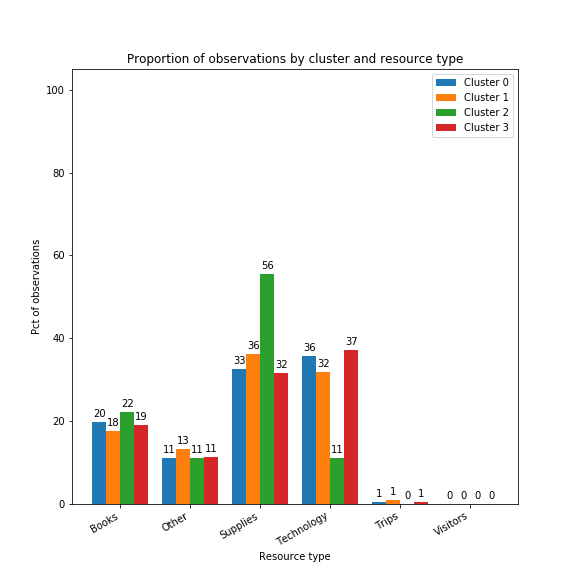 Proportion of observations by cluster and resource type
Cluster 0
Cluster 1
Cluster 2
Cluster 3
Pct of observations
100
80
60
40
20
0
20 18 22 19
11 13 11 11
33 36 56 32
36 32 11 37
1 1 0 1
0 0 0 0
Books Other Supplies Technology Trips Visitors
Resource type